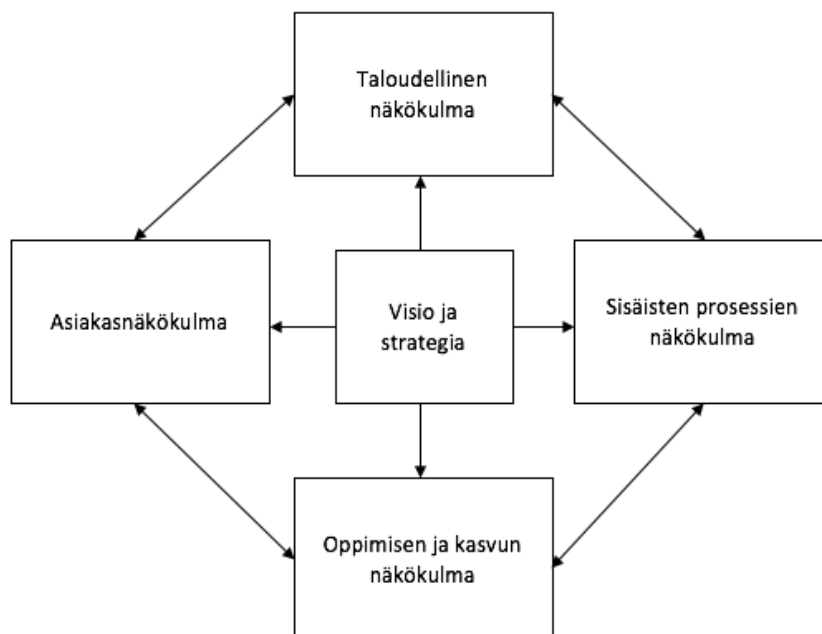 Taloudellinen
näkökulma
Asiakasnäkökulma
Visio ja
strategia
Sisäisten prosessien
näkökulma
Oppimisen ja kasvun
näkökulma